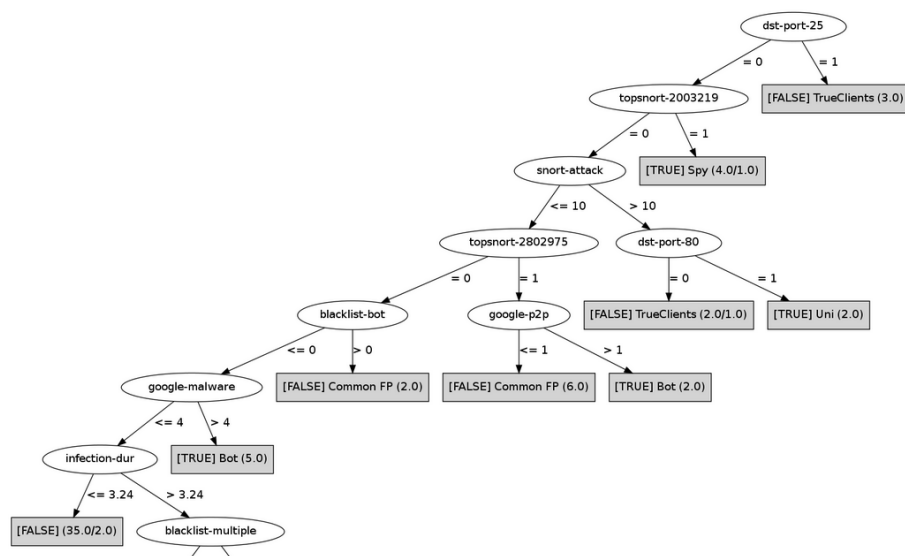 dst-port-25
= 0
= 1
topsnort-2003219
[FALSE] TrueClients (3.0)
= 0
= 1
snort-attack
[TRUE] Spy (4.0/1.0)
<= 10
> 10
topsnort-2802975
dst-port-80
= 0
= 1
= 0
= 1
blacklist-bot
google-p2p
[FALSE] TrueClients (2.0/1.0)
[TRUE] Uni (2.0)
<= 0
> 0
<= 1
> 1
google-malware
[FALSE] Common FP (2.0)
[FALSE] Common FP (6.0)
[TRUE] Bot (2.0)
<= 4
> 4
infection-dur
[TRUE] Bot (5.0)
<= 3.24
> 3.24
[FALSE] (35.0/2.0)
blacklist-multiple